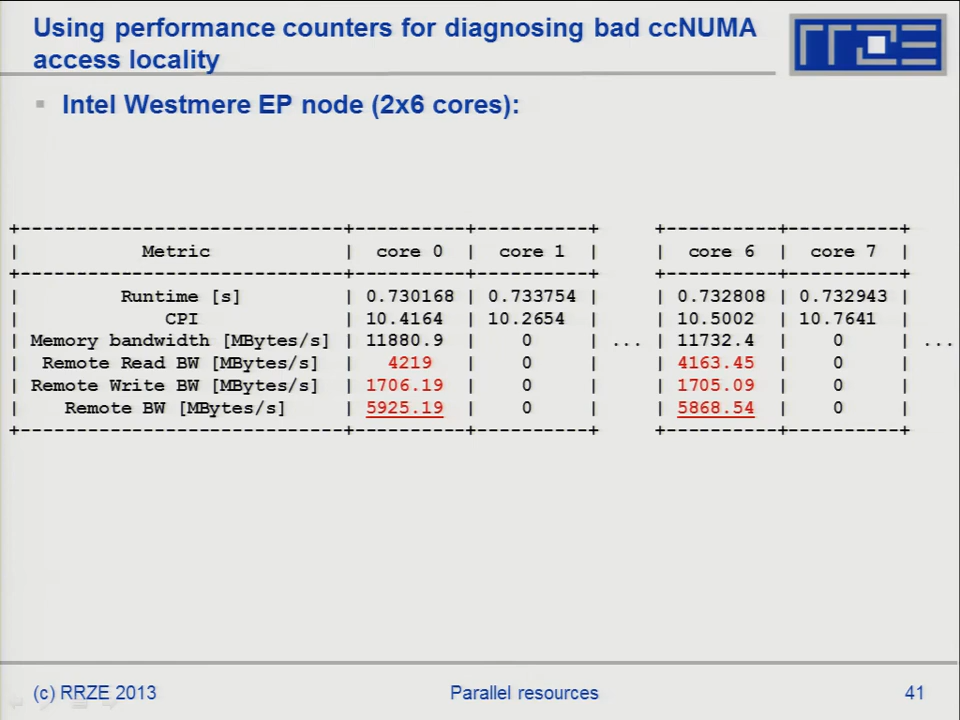 Using performance counters for diagnosing bad ccNUMA
access locality
RRZE
Intel Westmere EP node (2x6 cores):
+-----------------------------+----------+----------+ +----------+----------+
| Metric | core 0 | core 1 | | core 6 | core 7 |
+-----------------------------+----------+----------+ +----------+----------+
| Runtime [s] | 0.730168 | 0.733754 | | 0.732808 | 0.732943 |
| CPI | 10.4164 | 10.2654 | | 10.5002 | 10.7641 |
| Memory bandwidth [MBytes/s] | 11880.9 | 0 | ... | 11732.4 | 0 | ...
| Remote Read BW [MBytes/s] | 4219 | 0 | | 4163.45 | 0 |
| Remote Write BW [MBytes/s] | 1706.19 | 0 | | 1705.09 | 0 |
| Remote BW [MBytes/s] | 5925.19 | 0 | | 5868.54 | 0 |
+-----------------------------+----------+----------+ +----------+----------+
(c) RRZE 2013 Parallel resources 41